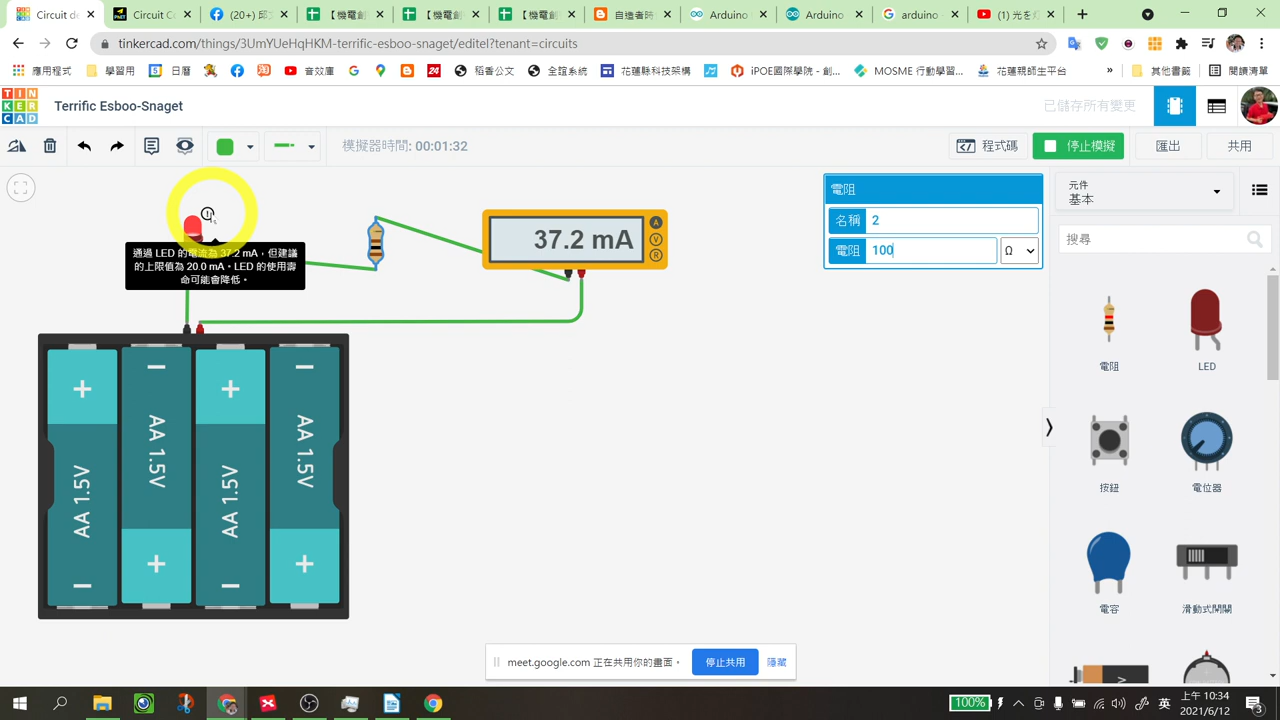 Circuit de
Circuit Co
(20+) 邱
【機電創
【機電創
【機電創
自造者時
Arduino
Arduino
arduino
(1) 光を
tinkercad.com/things/3UmYUeHqHKM-terrific-esboo-snaget/editel?tenant=circuits
應用程式
學習用
日曆
音效庫
稻香公文
全誼系統
花蓮縣科技架構
iPOE國際學院 - 創...
MOSME 行動學習...
花蓮親師生平台
»
其他書籤
閱讀清單
TIN
KER
CAD
Terrific Esboo-Snaget
已儲存所有變更
模擬器時間: 00:01:32
程式碼
停止模擬
匯出
共用
通過 LED 的電流為 37.2 mA，但建議
的上限值為 20.0 mA。LED 的使用壽
命可能會降低。
37.2 mA
A
V
R
電阻
名稱 2
電阻 100 Ω
元件
基本
搜尋
電阻
LED
按鈕
電位器
電容
滑動式開關
AA 1.5V
AA 1.5V
AA 1.5V
AA 1.5V
meet.google.com 正在共用你的畫面。
停止共用
隱藏
100%
英
上午 10:34
2021/6/12
3